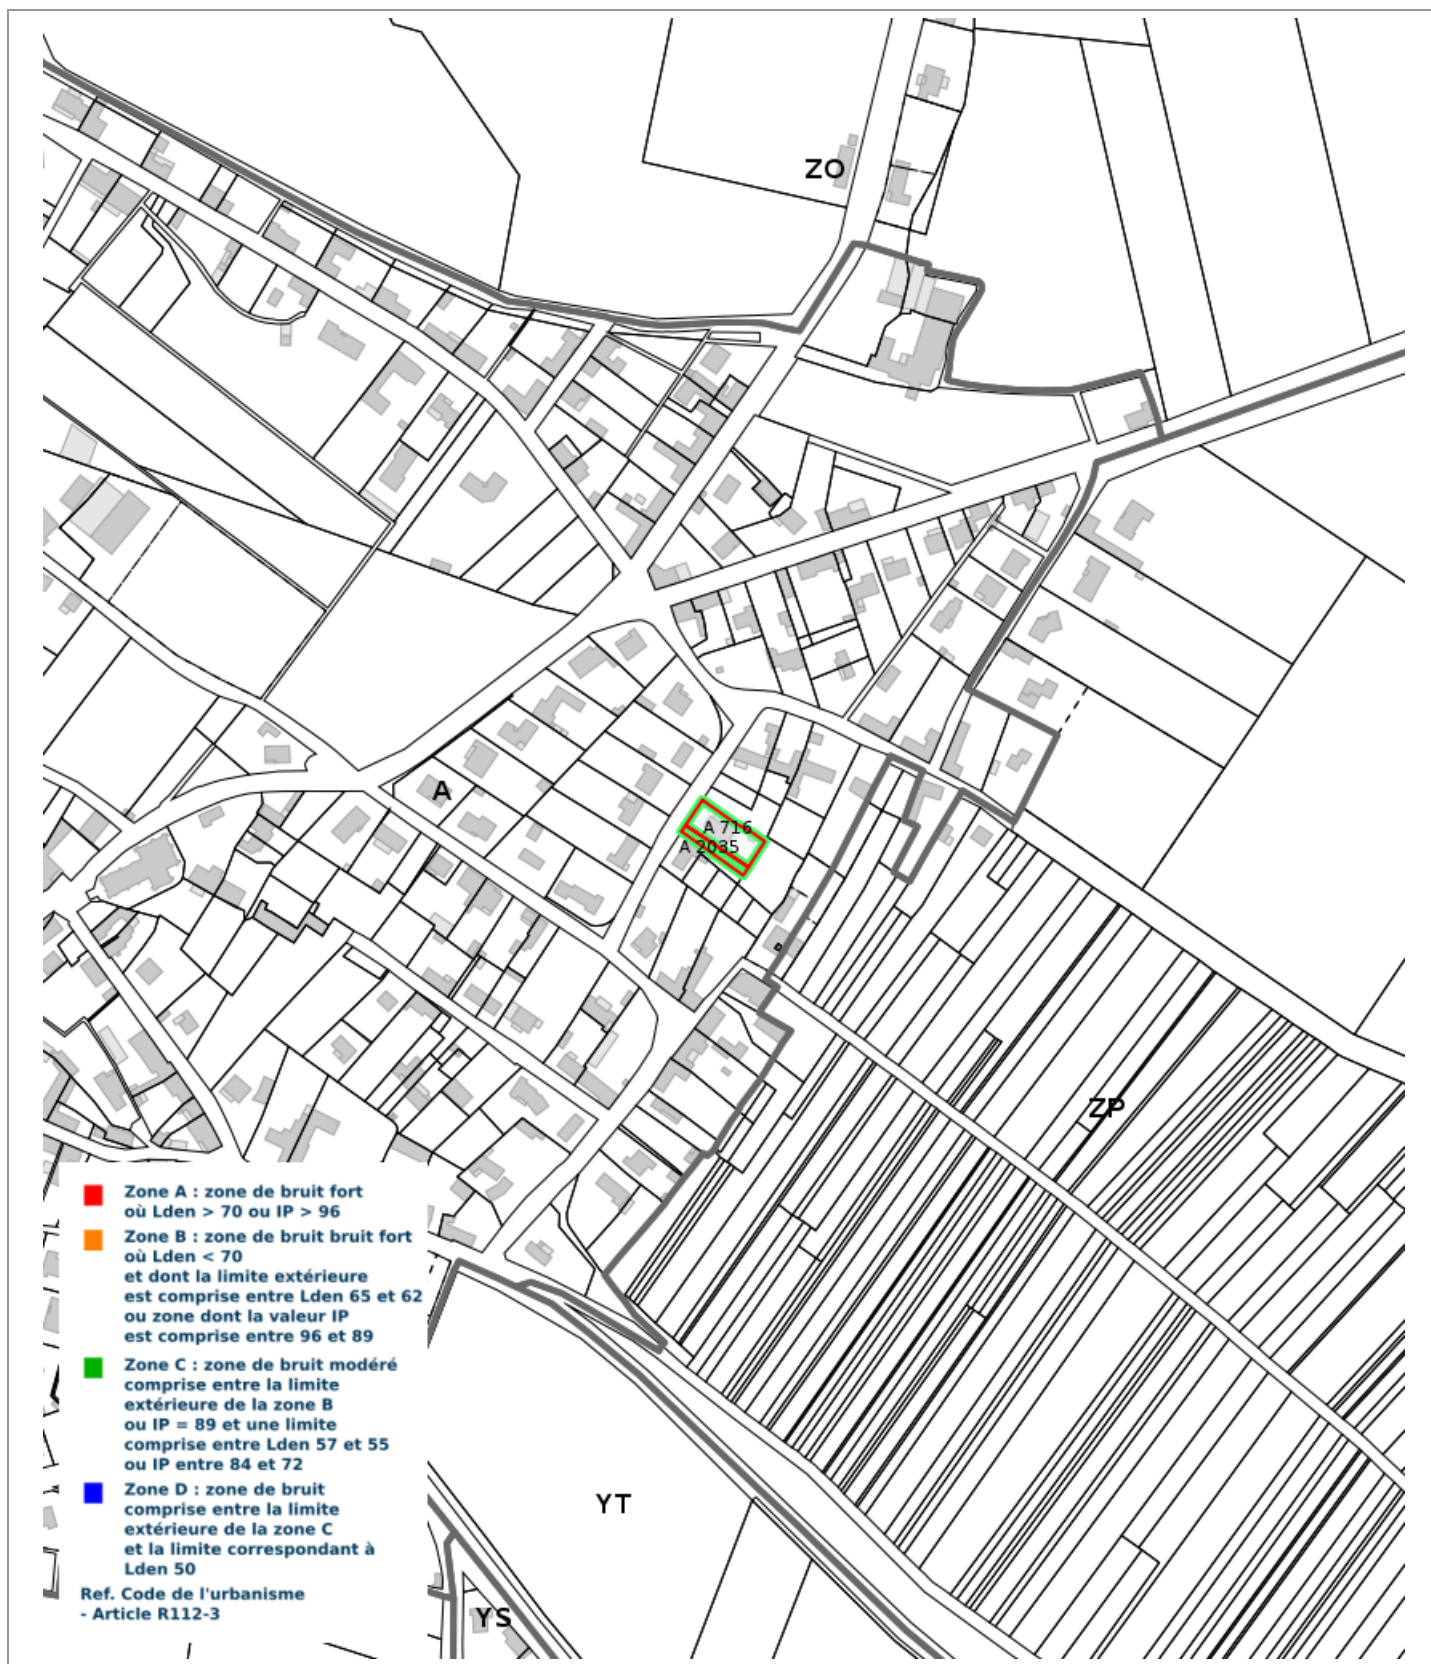 ZO
A
A 716
A 2035
ZP
Zone A : zone de bruit fort
où Lden > 70 ou IP > 96
Zone B : zone de bruit bruit fort
où Lden < 70
et dont la limite extérieure
est comprise entre Lden 65 et 62
ou zone dont la valeur IP
est comprise entre 96 et 89
Zone C : zone de bruit modéré
comprise entre la limite
extérieure de la zone B
ou IP = 89 et une limite
comprise entre Lden 57 et 55
ou IP entre 84 et 72
Zone D : zone de bruit
comprise entre la limite
extérieure de la zone C
et la limite correspondant à
Lden 50
Ref. Code de l'urbanisme
- Article R112-3
YT
YS